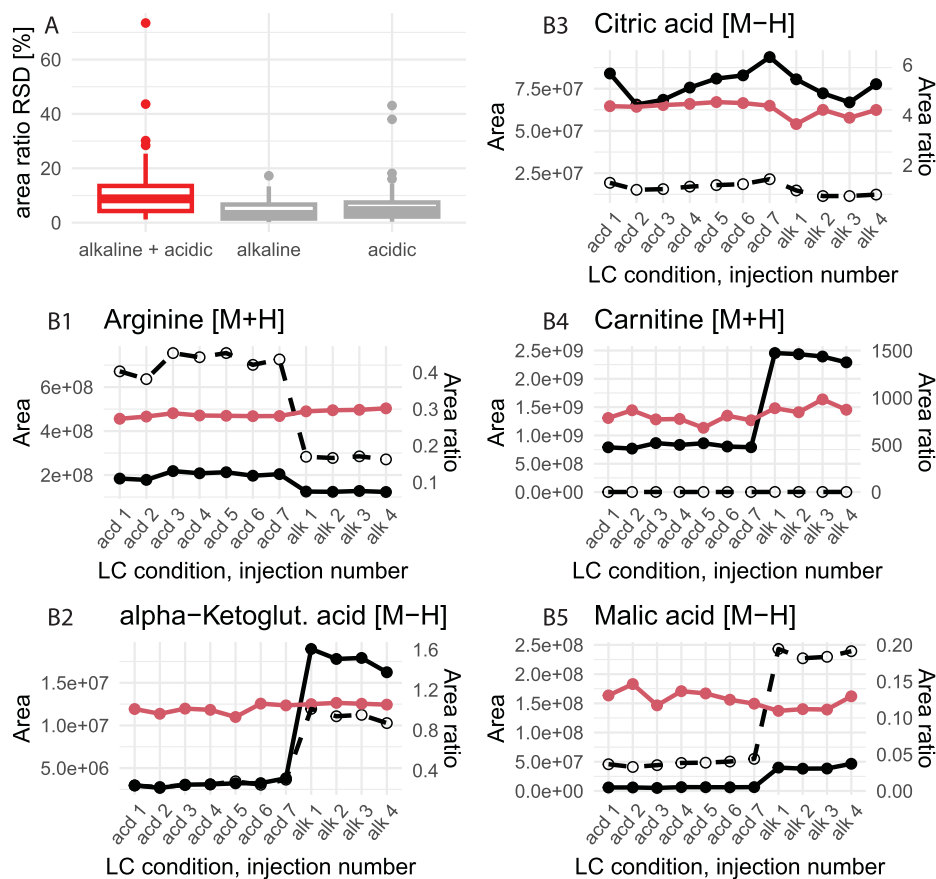 A
area ratio RSD [%]
60
40
20
0
alkaline + acidic
alkaline
acidic
B3 Citric acid [M−H]
Area
7.5e+07
5.0e+07
2.5e+07
6
4
2
Area ratio
acd 1
acd 2
acd 3
acd 4
acd 5
acd 6
acd 7
alk 1
alk 2
alk 3
alk 4
LC condition, injection number
B1 Arginine [M+H]
Area
6e+08
4e+08
2e+08
0.4
0.3
0.2
0.1
Area ratio
acd 1
acd 2
acd 3
acd 4
acd 5
acd 6
acd 7
alk 1
alk 2
alk 3
alk 4
LC condition, injection number
B4 Carnitine [M+H]
Area
2.5e+09
2.0e+09
1.5e+09
1.0e+09
5.0e+08
0.0e+00
1500
1000
500
0
Area ratio
acd 1
acd 2
acd 3
acd 4
acd 5
acd 6
acd 7
alk 1
alk 2
alk 3
alk 4
LC condition, injection number
B2 alpha−Ketoglut. acid [M−H]
Area
1.5e+07
1.0e+07
5.0e+06
1.6
1.2
0.8
0.4
Area ratio
acd 1
acd 2
acd 3
acd 4
acd 5
acd 6
acd 7
alk 1
alk 2
alk 3
alk 4
LC condition, injection number
B5 Malic acid [M−H]
Area
2.5e+08
2.0e+08
1.5e+08
1.0e+08
5.0e+07
0.0e+00
0.20
0.15
0.10
0.05
0.00
Area ratio
acd 1
acd 2
acd 3
acd 4
acd 5
acd 6
acd 7
alk 1
alk 2
alk 3
alk 4
LC condition, injection number